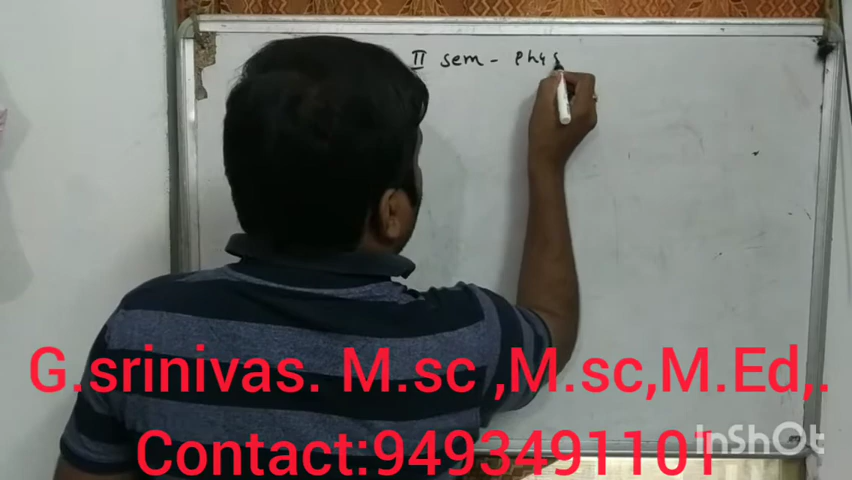 II sem - Phys
G.srinivas. M.sc ,M.sc,M.Ed,.
Contact:9493491101
InShOt